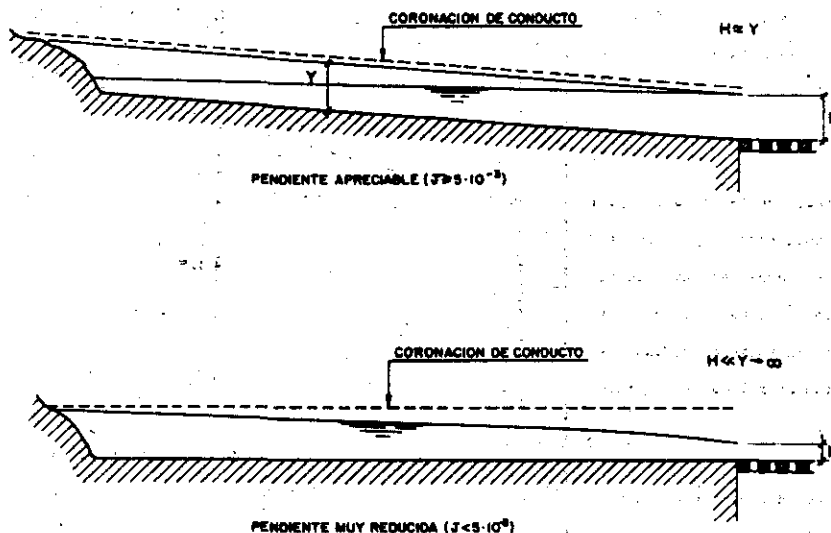 CORONACION DE CONDUCTO
H≈Y
Y
PENDIENTE APRECIABLE (J≥5·10⁻³)
CORONACION DE CONDUCTO
H≪Y→∞
PENDIENTE MUY REDUCIDA (J<5·10⁻³)